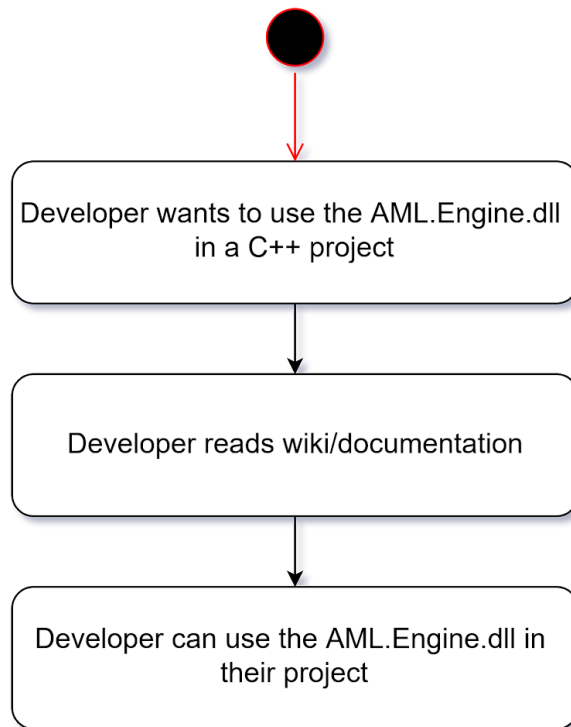 Developer wants to use the AML.Engine.dll
in a C++ project
Developer reads wiki/documentation
Developer can use the AML.Engine.dll in
their project